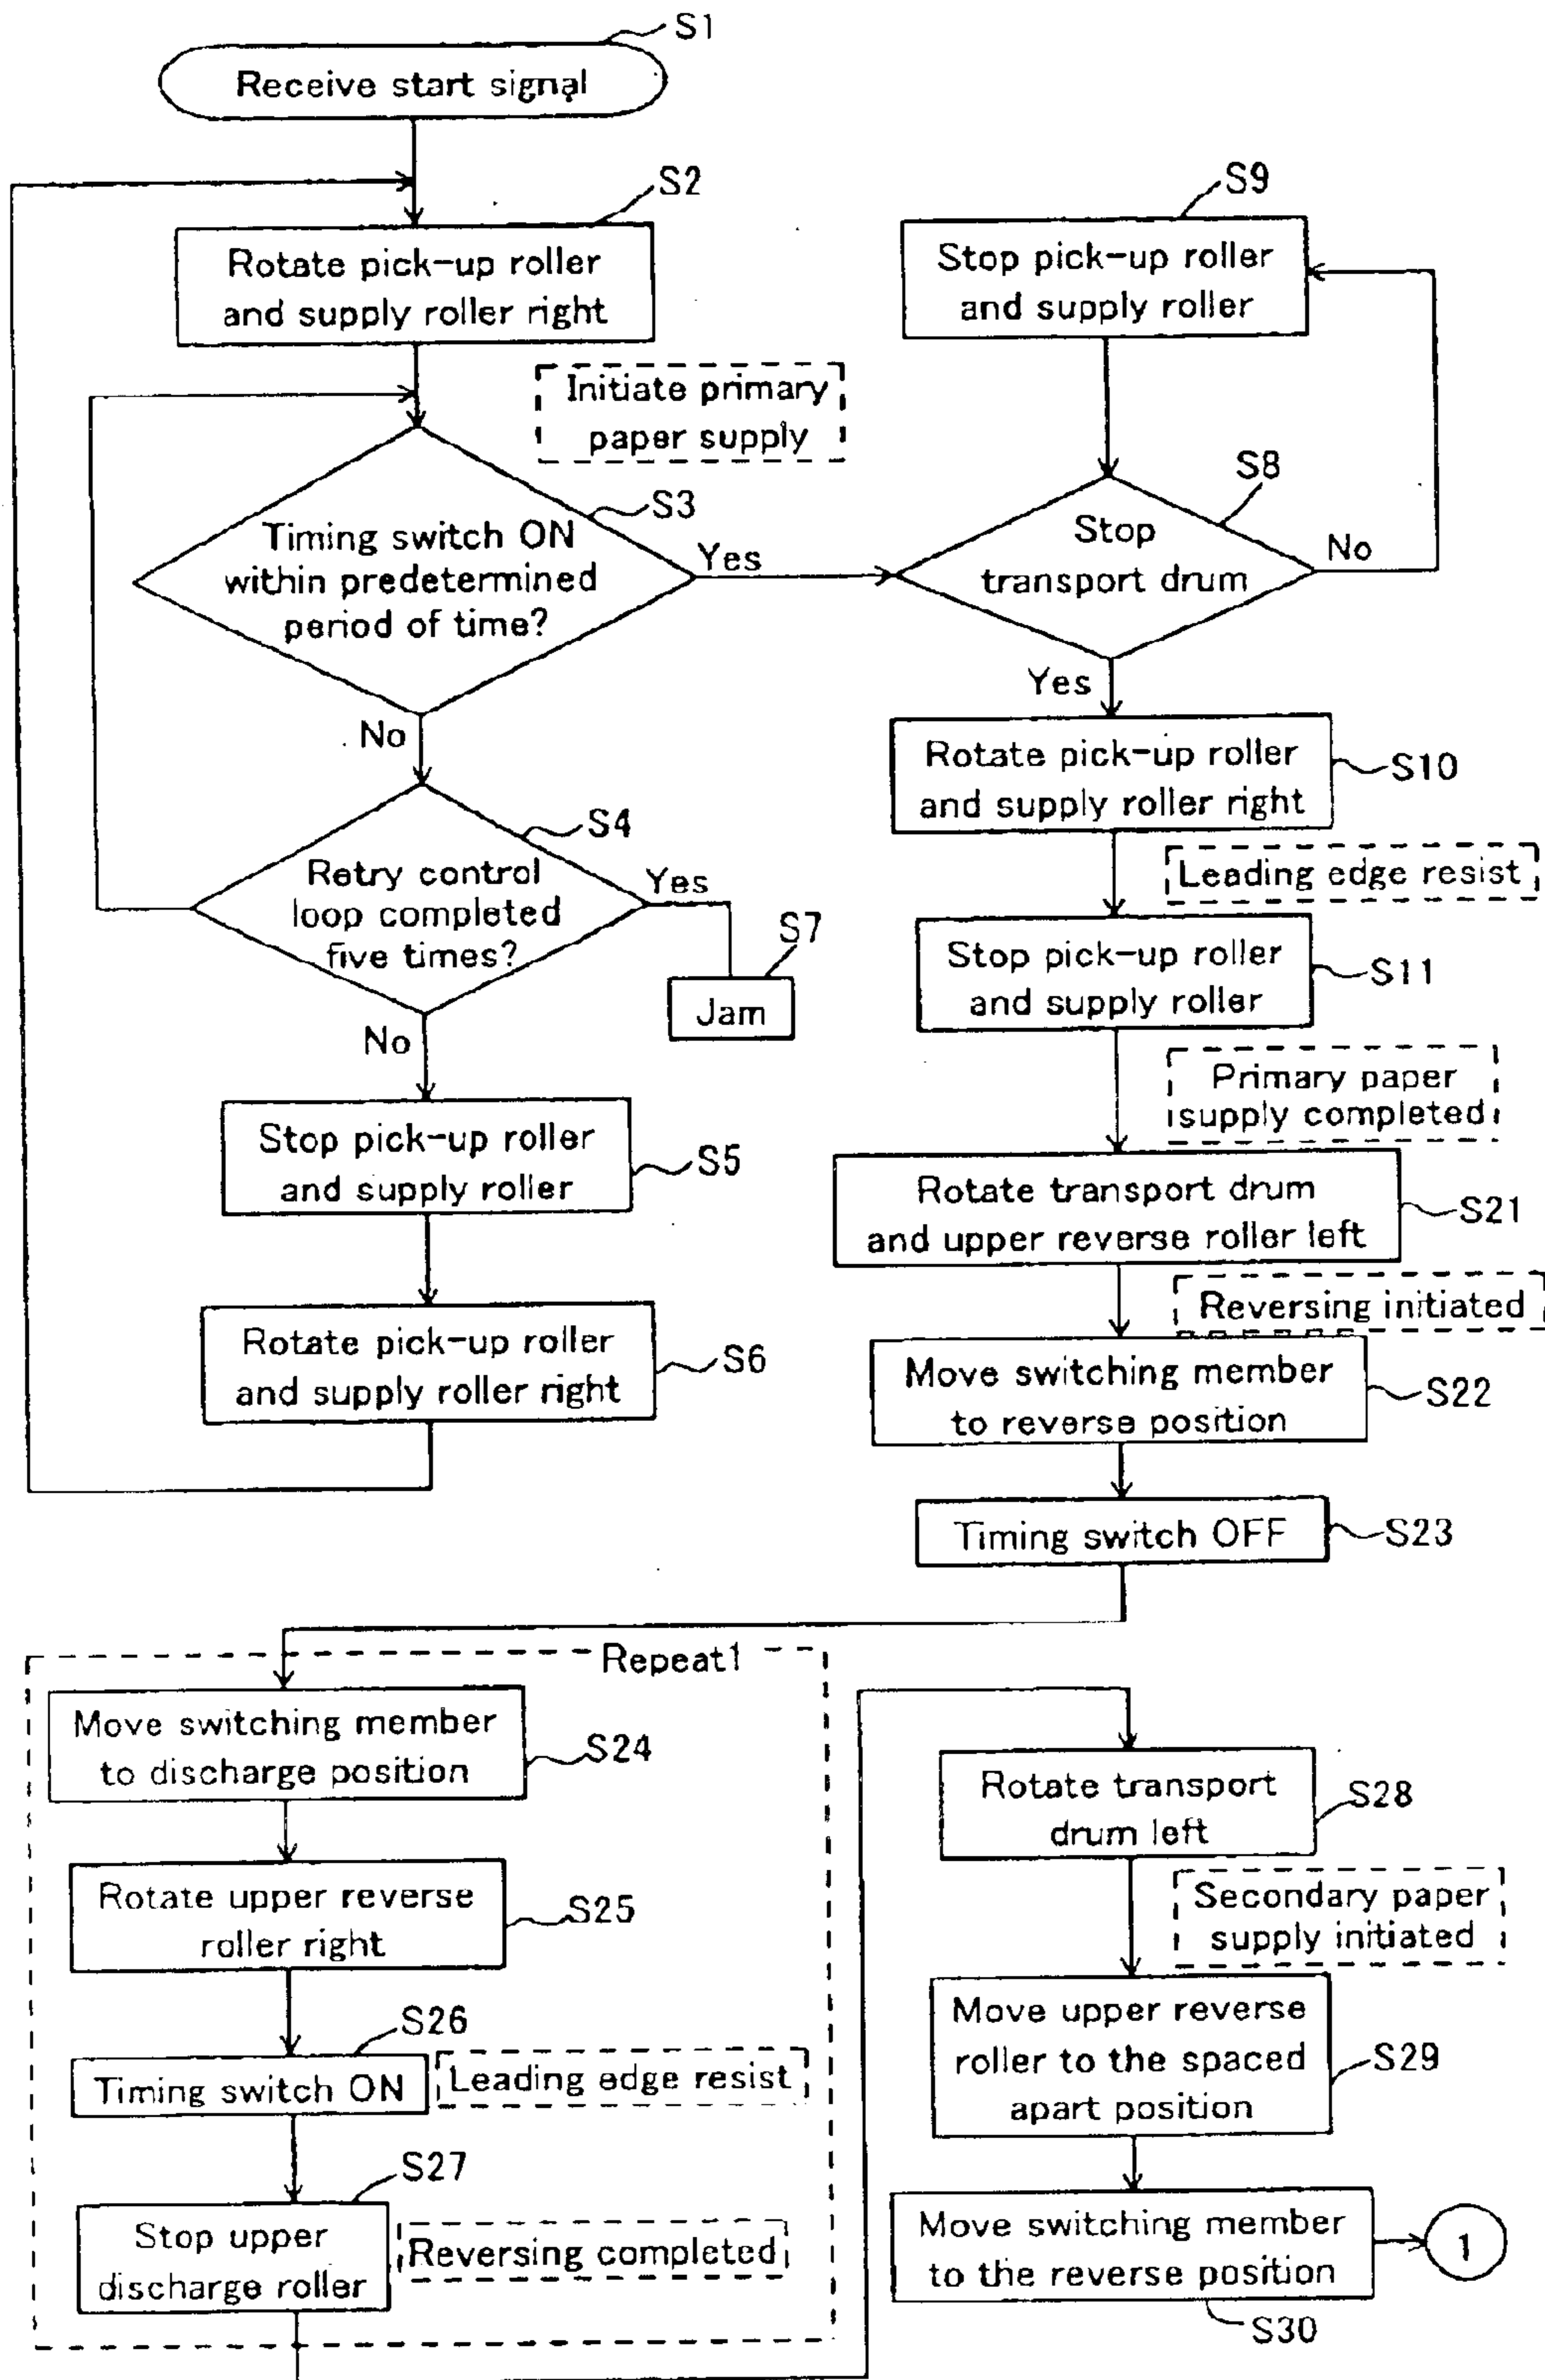 S1
Receive start signal
S2
Rotate pick-up roller
and supply roller right
Initiate primary
paper supply
S3
Timing switch ON
within predetermined
period of time?
Yes
No
S4
Retry control
loop completed
five times?
Yes
S7
Jam
No
Stop pick-up roller
and supply roller
S5
Rotate pick-up roller
and supply roller right
S6
S9
Stop pick-up roller
and supply roller
S8
Stop
transport drum
No
Yes
Rotate pick-up roller
and supply roller right
S10
Leading edge resist
Stop pick-up roller
and supply roller
S11
Primary paper
supply completed
Rotate transport drum
and upper reverse roller left
S21
Reversing initiated
Move switching member
to reverse position
S22
Timing switch OFF
S23
Repeat1
Move switching member
to discharge position
S24
Rotate upper reverse
roller right
S25
S26
Timing switch ON
Leading edge resist
S27
Stop upper
discharge roller
Reversing completed
Rotate transport
drum left
S28
Secondary paper
supply initiated
Move upper reverse
roller to the spaced
apart position
S29
Move switching member
to the reverse position
1
S30